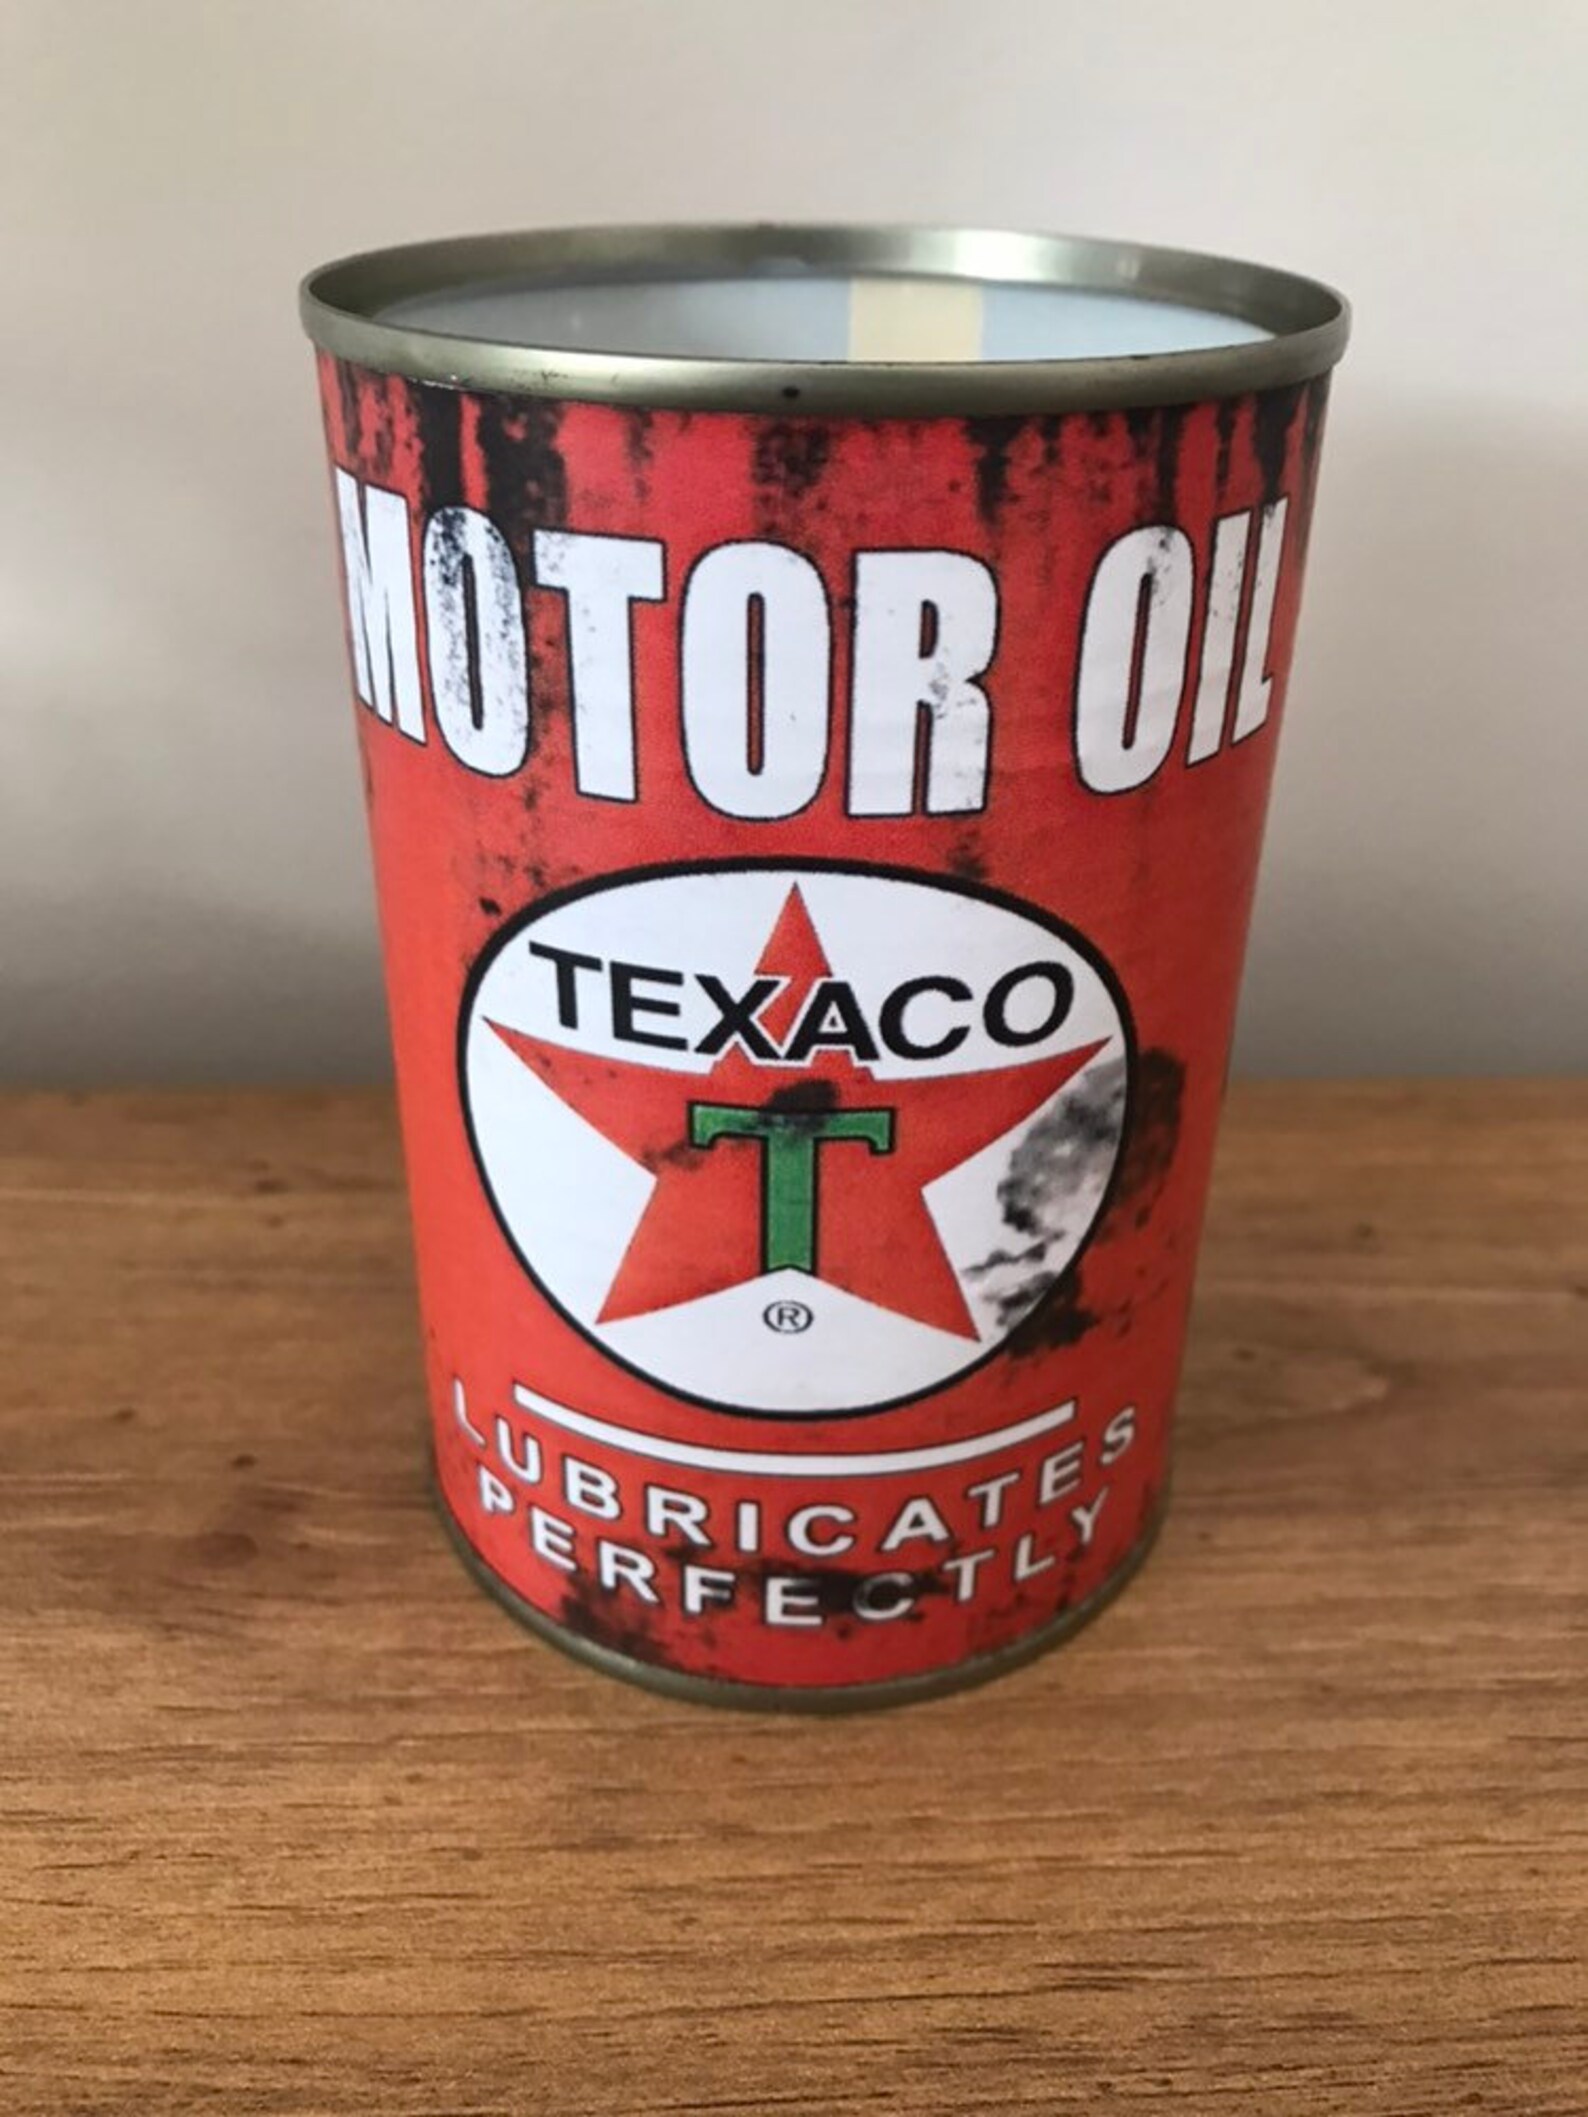 MOTOR OIL
TEXACO
T
®
LUBRICATES
PERFECTLY